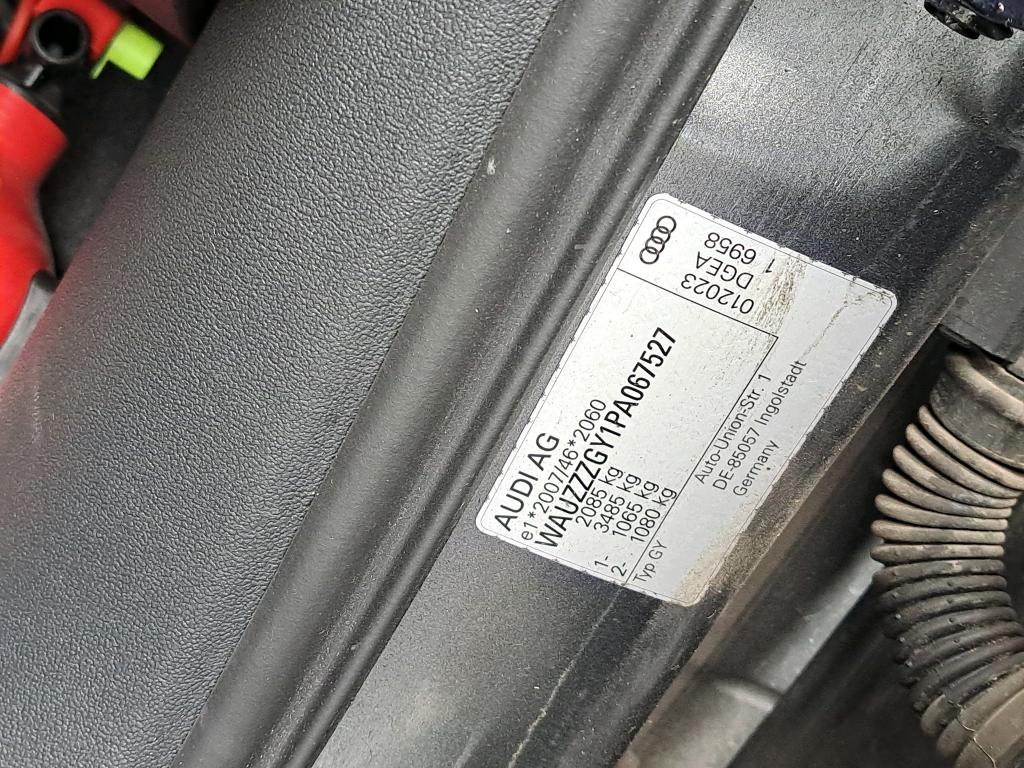 AUDI AG
e1*2007/46*2060
WAUZZZGY1PA067527
2085 kg
3485 kg
1- 1065 kg
2- 1080 kg
Typ GY
Auto-Union-Str. 1
DE-85057 Ingolstadt
Germany
012023
DGEA
1 6958